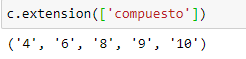 c.extension(['compuesto'])
('4', '6', '8', '9', '10')